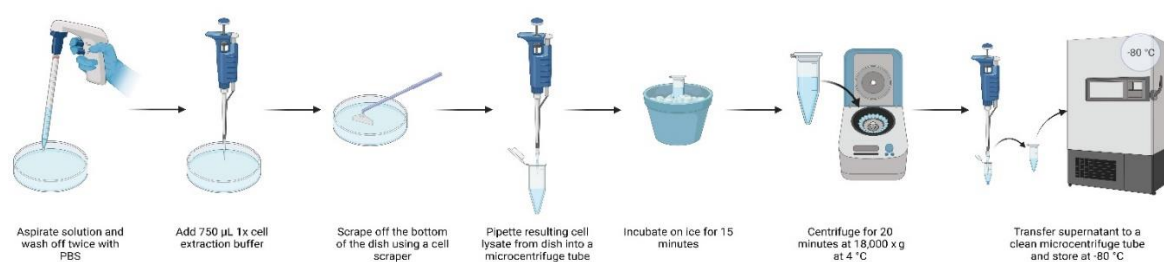 -80 °C
Aspirate solution and
wash off twice with
PBS
Add 750 µL 1x cell
extraction buffer
Scrape off the bottom
of the dish using a cell
scraper
Pipette resulting cell
lysate from dish into a
microcentrifuge tube
Incubate on ice for 15
minutes
Centrifuge for 20
minutes at 18,000 x g
at 4 °C
Transfer supernatant to a
clean microcentrifuge tube
and store at -80 °C